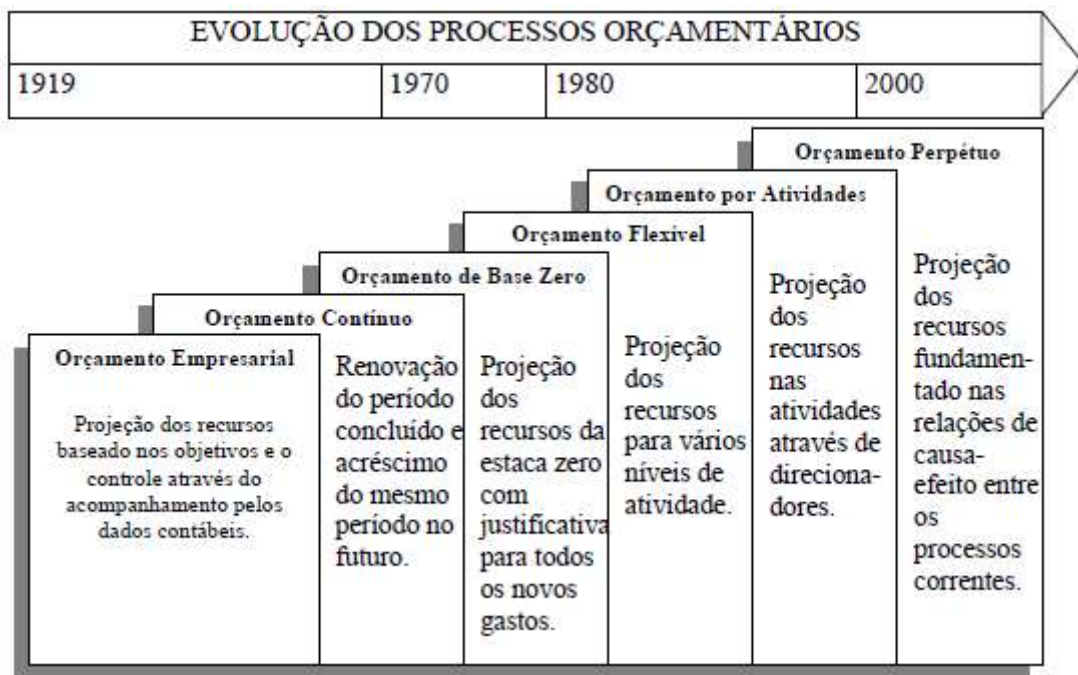 EVOLUÇÃO DOS PROCESSOS ORÇAMENTÁRIOS
1919
1970
1980
2000
Orçamento Empresarial
Projeção dos recursos
baseado nos objetivos e o
controle através do
acompanhamento pelos
dados contábeis.
Orçamento Contínuo
Renovação
do período
concluído e
acréscimo
do mesmo
período no
futuro.
Orçamento de Base Zero
Projeção
dos
recursos da
estaca zero
com
justificativa
para todos
os novos
gastos.
Orçamento Flexível
Projeção
dos
recursos
para vários
níveis de
atividade.
Orçamento por Atividades
Projeção
dos
recursos
nas
atividades
através de
direciona-
dores.
Orçamento Perpétuo
Projeção
dos
recursos
fundamen-
tado nas
relações de
causa-
efeito entre
os
processos
correntes.